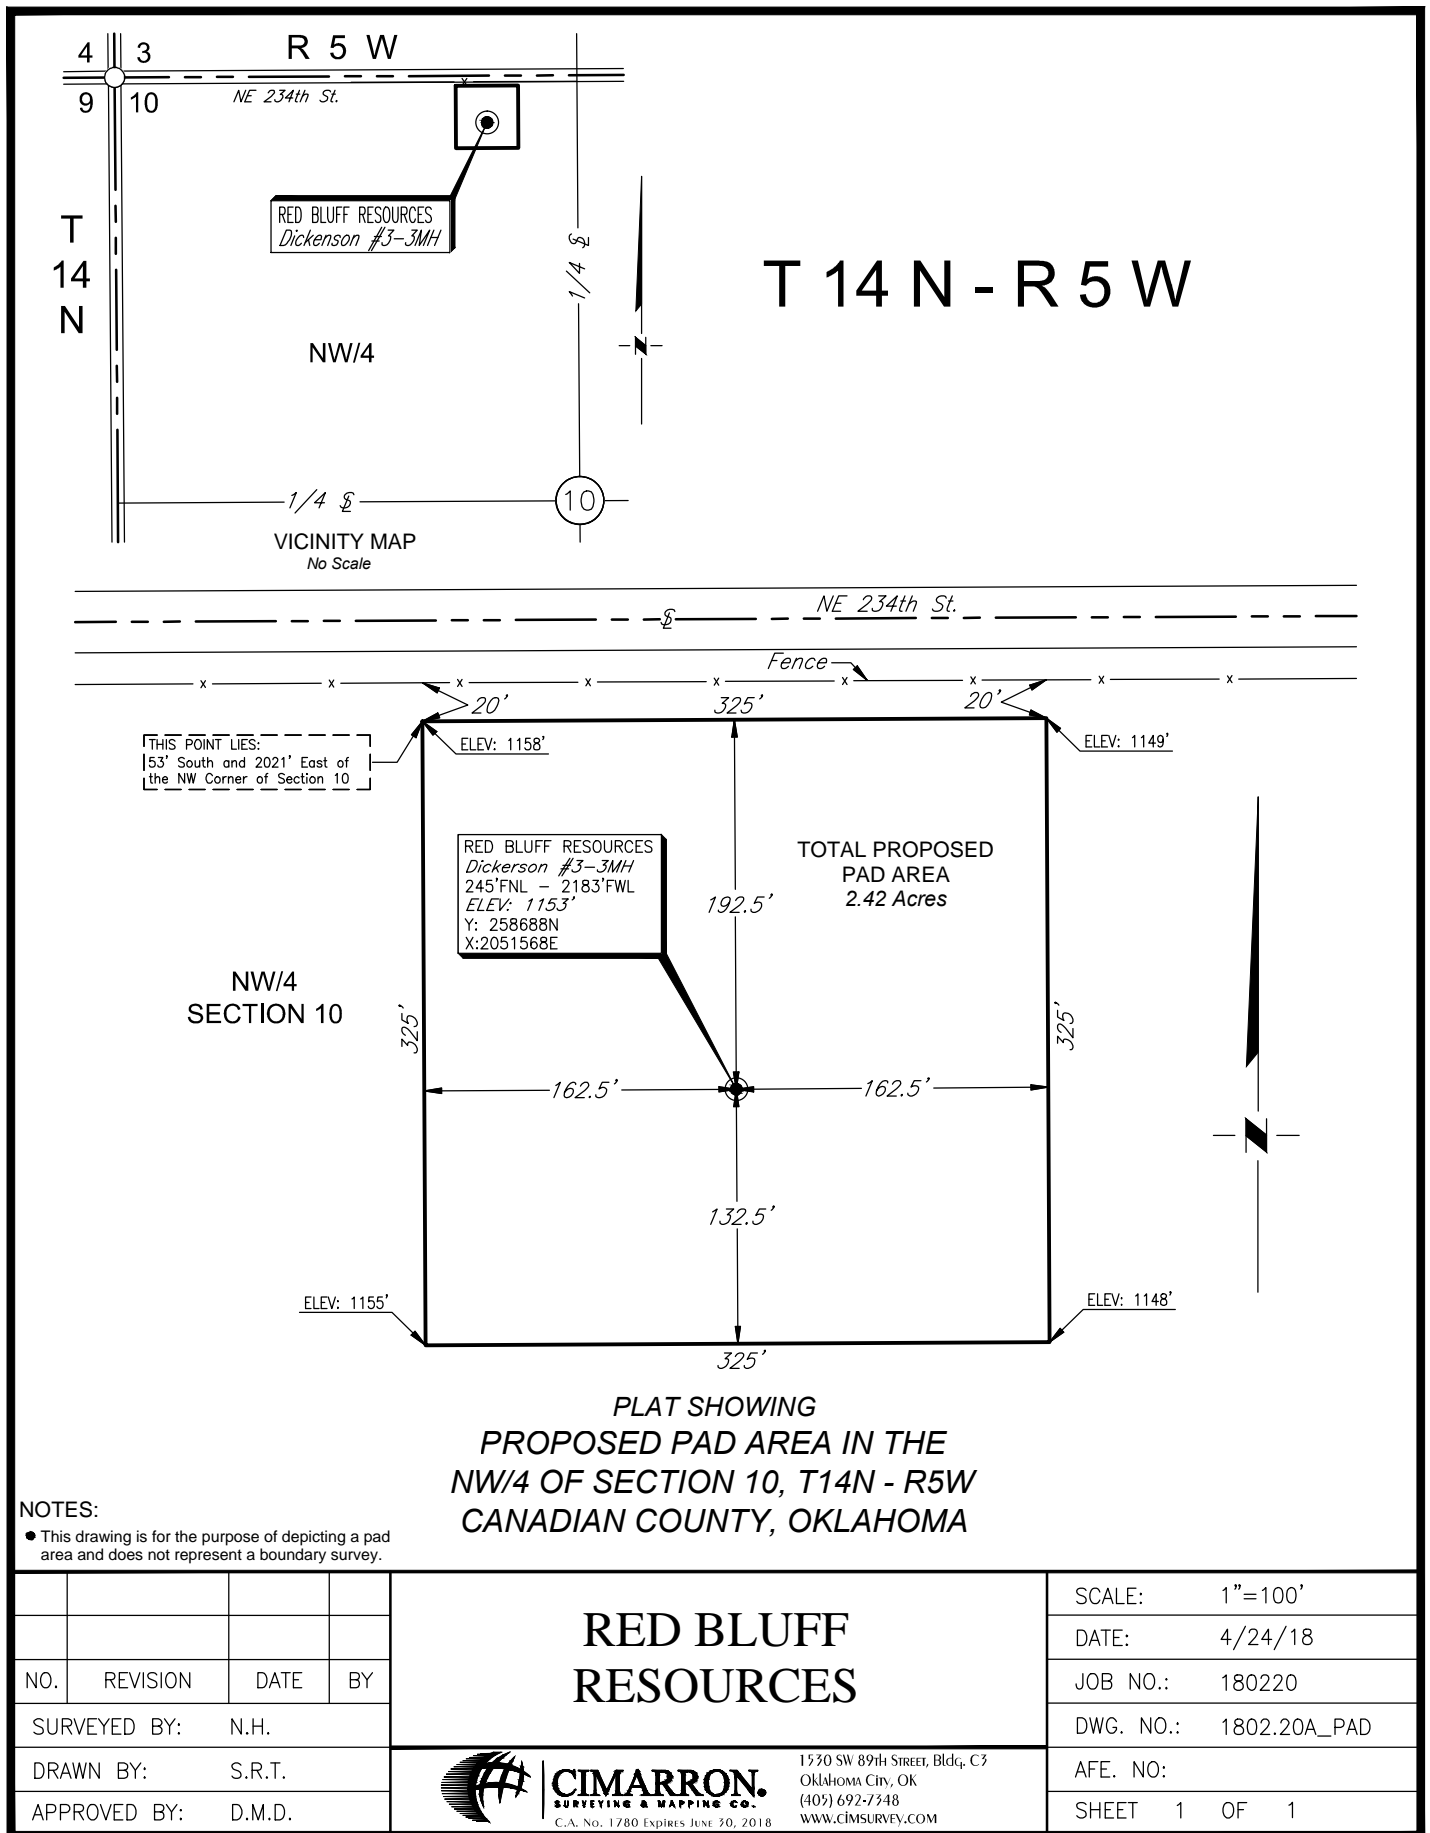 4 3
R 5 W
9 10
NE 234th St.
x
RED BLUFF RESOURCES
Dickenson #3-3MH
T
14
N
1/4 ℄
T 14 N - R 5 W
N
NW/4
1/4 ℄
10
VICINITY MAP
No Scale
NE 234th St.
℄
Fence
x x x x x x x x x
20' 325' 20'
THIS POINT LIES:
53' South and 2021' East of
the NW Corner of Section 10
ELEV: 1158'
ELEV: 1149'
RED BLUFF RESOURCES
Dickerson #3-3MH
245'FNL - 2183'FWL
ELEV: 1153'
Y: 258688N
X:2051568E
TOTAL PROPOSED
PAD AREA
2.42 Acres
192.5'
NW/4
SECTION 10
325'
325'
162.5' 162.5'
N
132.5'
ELEV: 1155'
ELEV: 1148'
325'
PLAT SHOWING
PROPOSED PAD AREA IN THE
NW/4 OF SECTION 10, T14N - R5W
CANADIAN COUNTY, OKLAHOMA
NOTES:
● This drawing is for the purpose of depicting a pad
area and does not represent a boundary survey.
NO. REVISION DATE BY
SURVEYED BY: N.H.
DRAWN BY: S.R.T.
APPROVED BY: D.M.D.
RED BLUFF
RESOURCES
CIMARRON.
SURVEYING & MAPPING CO.
C.A. No. 1780 Expires June 30, 2018
1530 SW 89th Street, Bldg. C3
Oklahoma City, OK
(405) 692-7348
www.cimsurvey.com
SCALE: 1"=100'
DATE: 4/24/18
JOB NO.: 180220
DWG. NO.: 1802.20A_PAD
AFE. NO:
SHEET 1 OF 1